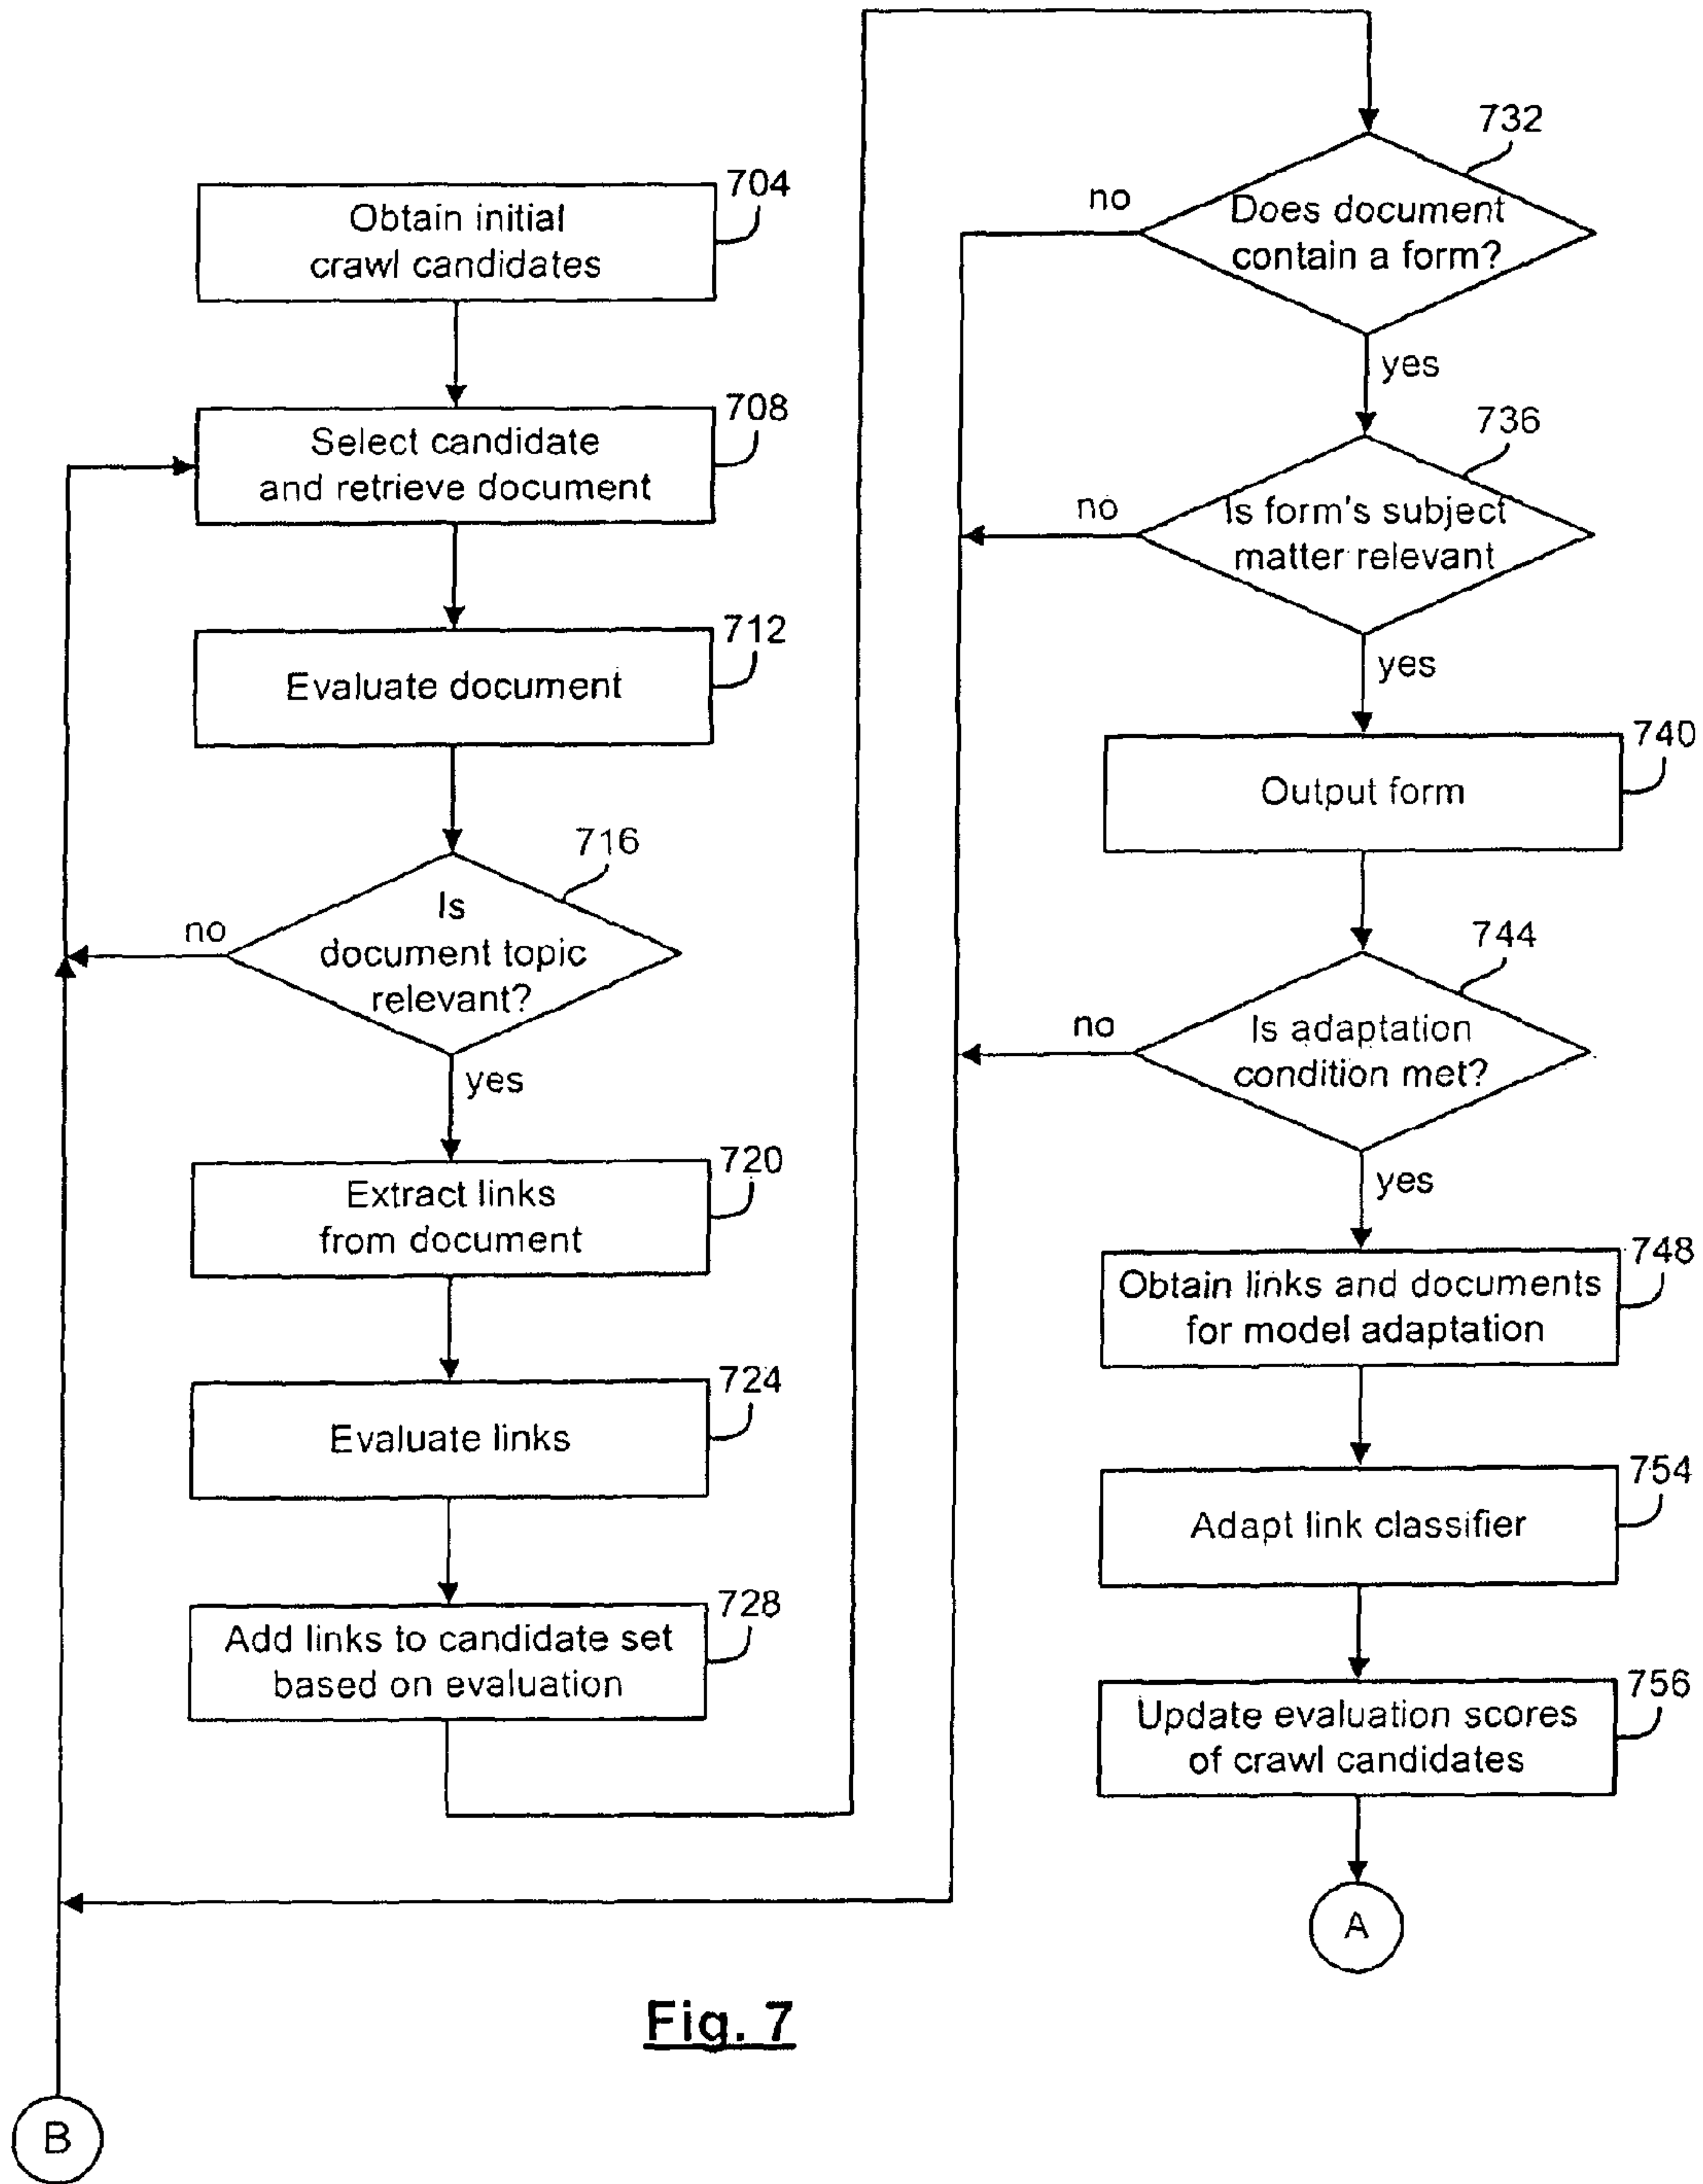 704
Obtain initial
crawl candidates
708
Select candidate
and retrieve document
712
Evaluate document
716
Is
document topic
relevant?
no
yes
720
Extract links
from document
724
Evaluate links
728
Add links to candidate set
based on evaluation
732
Does document
contain a form?
no
yes
736
Is form's subject
matter relevant
no
yes
740
Output form
744
Is adaptation
condition met?
no
yes
748
Obtain links and documents
for model adaptation
754
Adapt link classifier
756
Update evaluation scores
of crawl candidates
A
B
Fig. 7